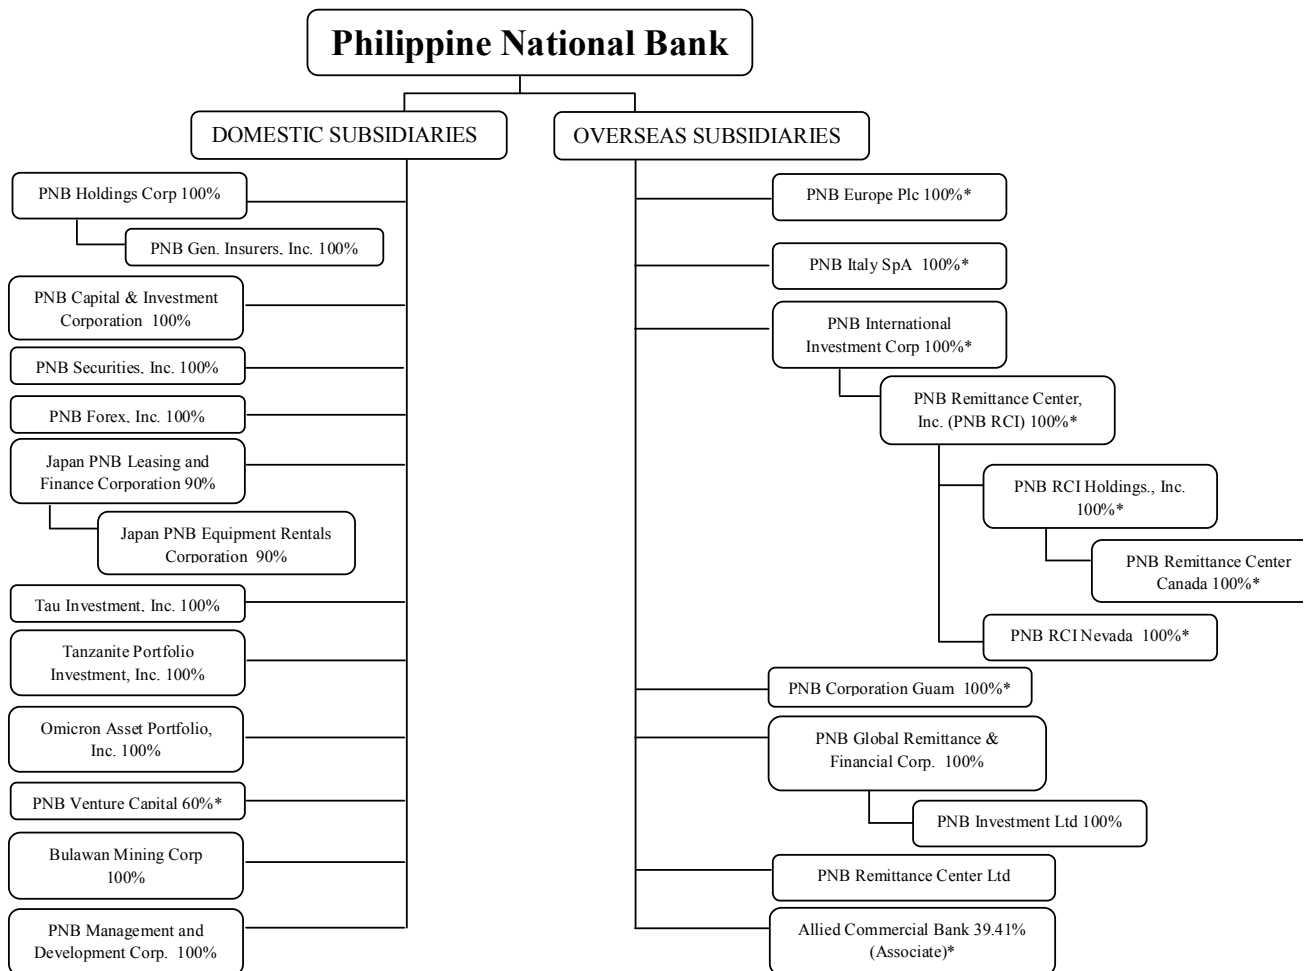 Philippine National Bank
DOMESTIC SUBSIDIARIES
OVERSEAS SUBSIDIARIES
PNB Holdings Corp 100%
PNB Gen. Insurers, Inc. 100%
PNB Capital & Investment
Corporation 100%
PNB Securities, Inc. 100%
PNB Forex, Inc. 100%
Japan PNB Leasing and
Finance Corporation 90%
Japan PNB Equipment Rentals
Corporation 90%
Tau Investment, Inc. 100%
Tanzanite Portfolio
Investment, Inc. 100%
Omicron Asset Portfolio,
Inc. 100%
PNB Venture Capital 60%*
Bulawan Mining Corp
100%
PNB Management and
Development Corp. 100%
PNB Europe Plc 100%*
PNB Italy SpA 100%*
PNB International
Investment Corp 100%*
PNB Remittance Center,
Inc. (PNB RCI) 100%*
PNB RCI Holdings., Inc.
100%*
PNB Remittance Center
Canada 100%*
PNB RCI Nevada 100%*
PNB Corporation Guam 100%*
PNB Global Remittance &
Financial Corp. 100%
PNB Investment Ltd 100%
PNB Remittance Center Ltd
Allied Commercial Bank 39.41%
(Associate)*